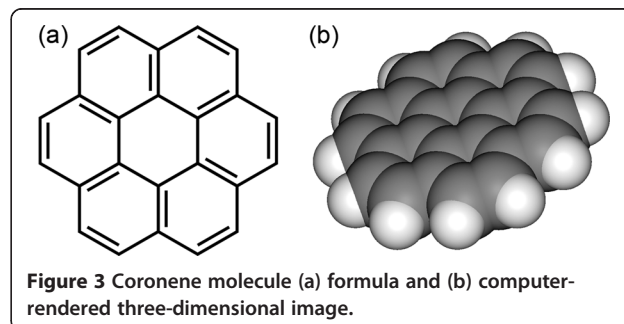 (a)
(b)
Figure 3 Coronene molecule (a) formula and (b) computer-
rendered three-dimensional image.